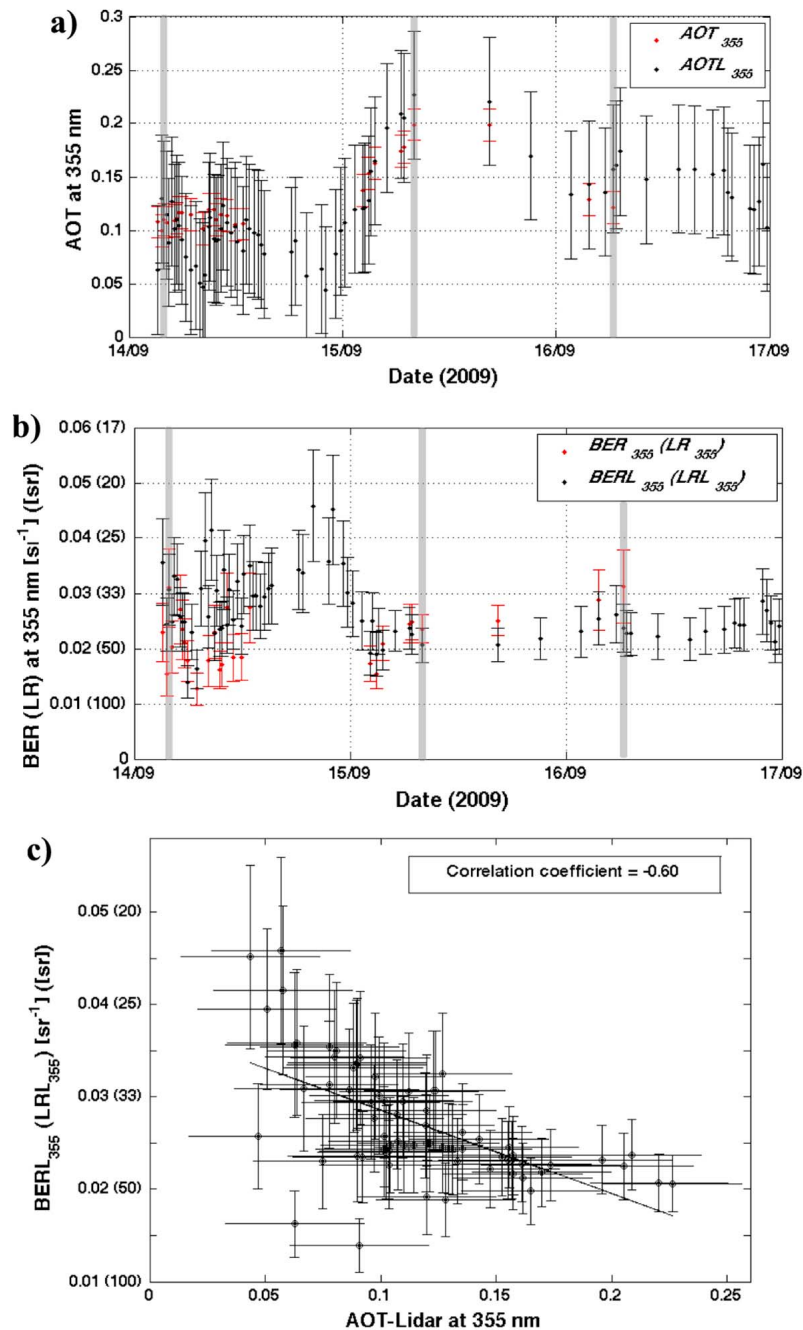 a)
0.3
0.25
0.2
0.15
0.1
0.05
0
AOT at 355 nm
AOT 355
AOTL 355
14/09
15/09
16/09
17/09
Date (2009)
b)
0.06 (17)
0.05 (20)
0.04 (25)
0.03 (33)
0.02 (50)
0.01 (100)
0
BER (LR) at 355 nm [sr-1] ([sr])
BER 355 (LR 355)
BERL 355 (LRL 355)
14/09
15/09
16/09
17/09
Date (2009)
c)
Correlation coefficient = -0.60
0.05 (20)
0.04 (25)
0.03 (33)
0.02 (50)
0.01 (100)
BERL355 (LRL355) [sr-1] ([sr])
0
0.05
0.1
0.15
0.2
0.25
AOT-Lidar at 355 nm